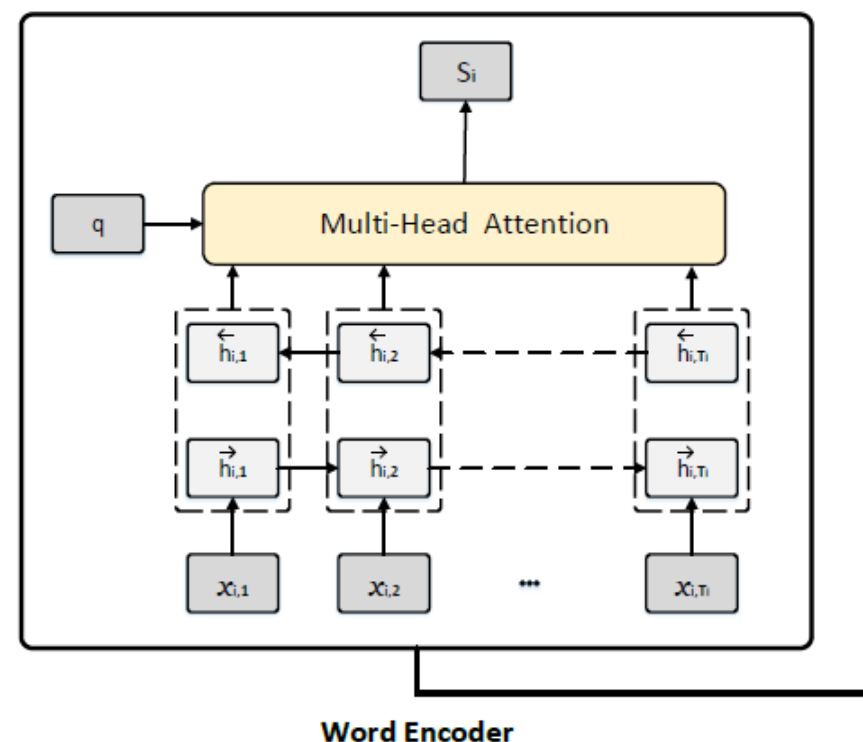 Si
q
Multi-Head Attention
←hi,1 ←hi,2 ←hi,Ti
→hi,1 →hi,2 →hi,Ti
xi,1 xi,2 ... xi,Ti
Word Encoder